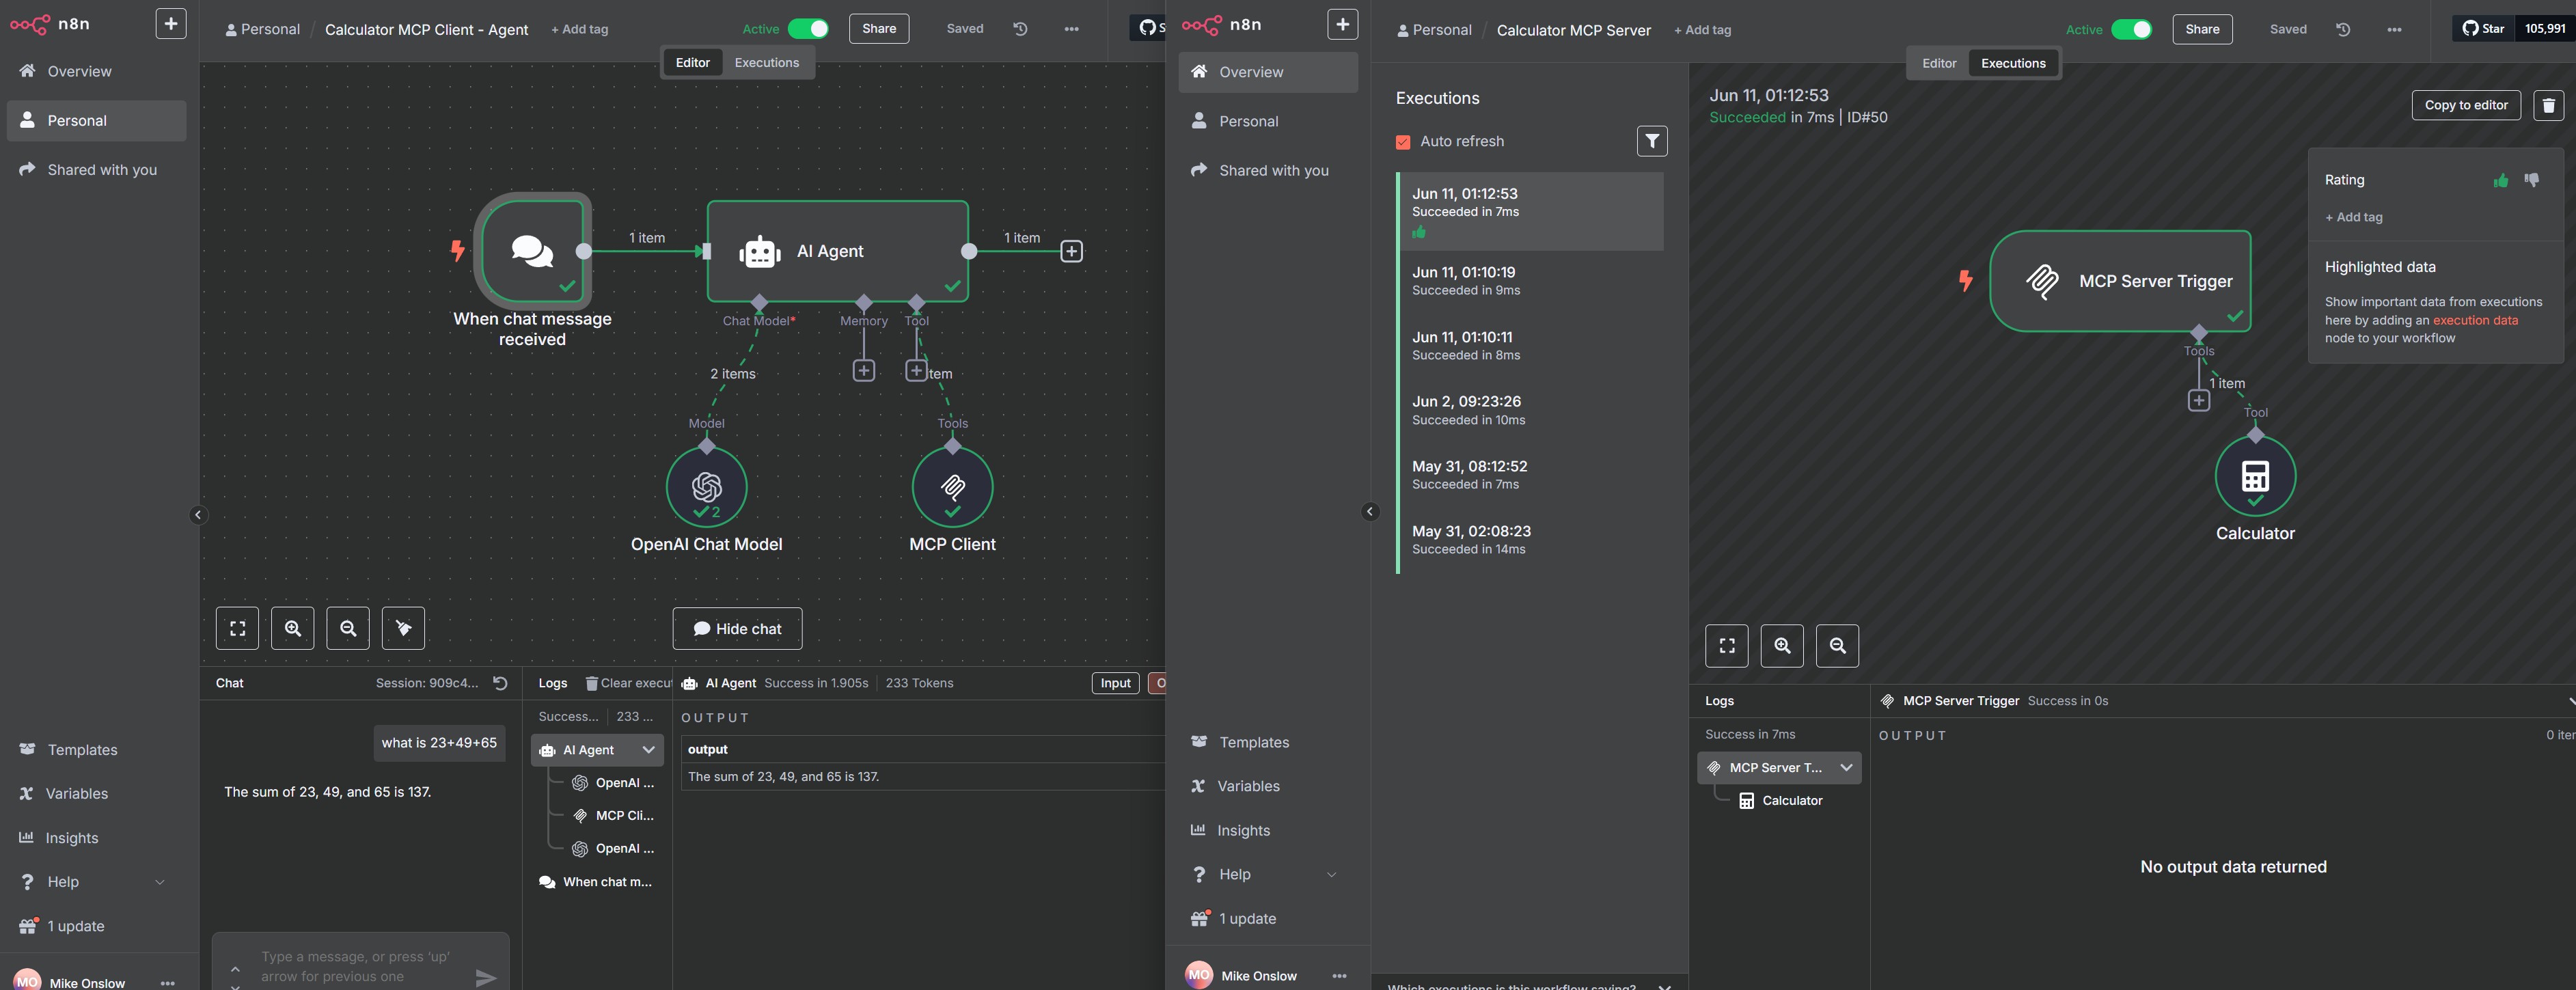 n8n
Overview
Personal
Shared with you
Templates
Variables
Insights
Help
1 update
MO
Mike Onslow
Personal / Calculator MCP Client - Agent + Add tag
Active
Share
Saved
Editor
Executions
When chat message
received
1 item
AI Agent
1 item
Chat Model*
Memory
Tool
2 items
tem
Model
Tools
2
OpenAI Chat Model
MCP Client
Hide chat
Chat
Session: 909c4...
what is 23+49+65
The sum of 23, 49, and 65 is 137.
Type a message, or press 'up'
arrow for previous one
Logs
Clear execut
Success...
233 ...
AI Agent
OpenAI ...
MCP Cli...
OpenAI ...
When chat m...
AI Agent Success in 1.905s 233 Tokens
Input
O
OUTPUT
output
The sum of 23, 49, and 65 is 137.
n8n
Overview
Personal
Shared with you
Templates
Variables
Insights
Help
1 update
MO
Mike Onslow
Personal / Calculator MCP Server + Add tag
Active
Share
Saved
Star
105,991
Editor
Executions
Executions
Auto refresh
Jun 11, 01:12:53
Succeeded in 7ms
Jun 11, 01:10:19
Succeeded in 9ms
Jun 11, 01:10:11
Succeeded in 8ms
Jun 2, 09:23:26
Succeeded in 10ms
May 31, 08:12:52
Succeeded in 7ms
May 31, 02:08:23
Succeeded in 14ms
Which executions is this workflow saving?
Jun 11, 01:12:53
Succeeded in 7ms | ID#50
Copy to editor
Rating
+ Add tag
Highlighted data
Show important data from executions
here by adding an execution data
node to your workflow
MCP Server Trigger
Tools
1 item
Tool
Calculator
Logs
Success in 7ms
MCP Server T...
Calculator
MCP Server Trigger Success in 0s
OUTPUT
0 iter
No output data returned